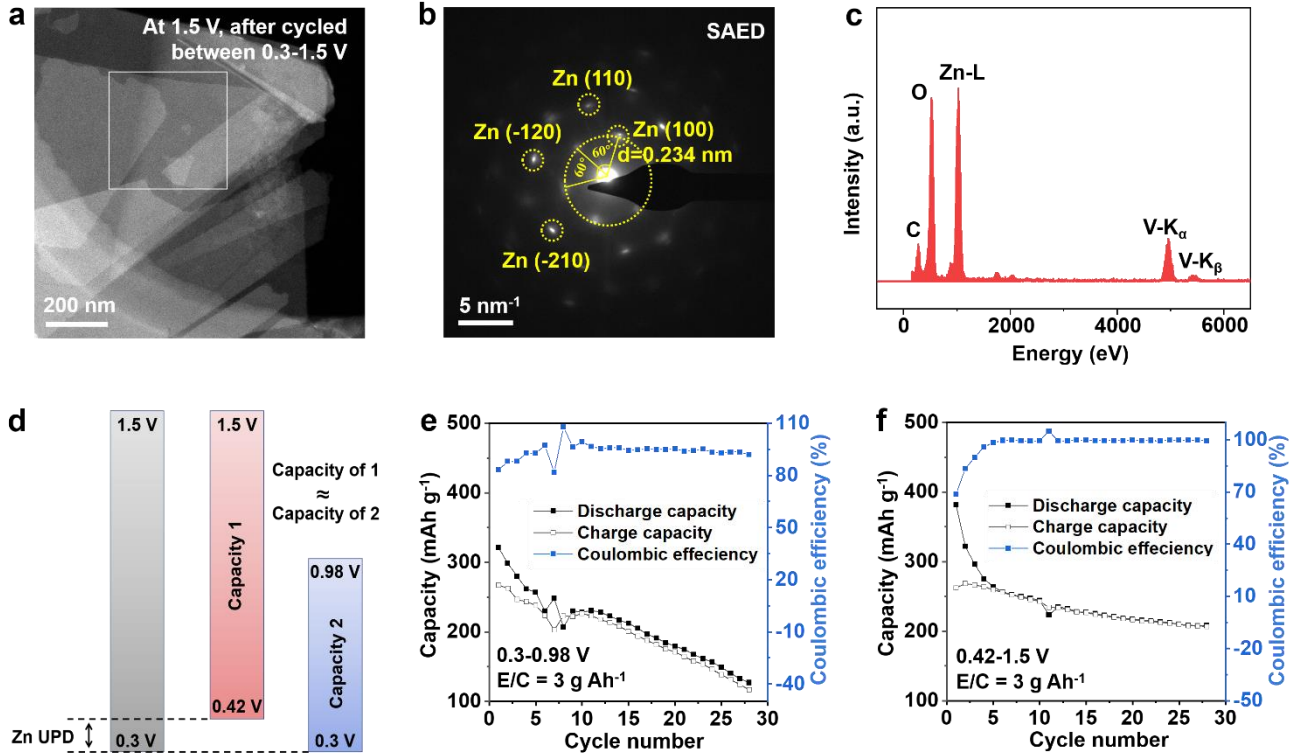 a
At 1.5 V, after cycled
between 0.3-1.5 V
200 nm
b
SAED
Zn (110)
Zn (-120)
Zn (100)
60°
60°
d=0.234 nm
Zn (-210)
5 nm⁻¹
c
Intensity (a.u.)
C
O
Zn-L
V-Kα
V-Kβ
0 2000 4000 6000
Energy (eV)
d
1.5 V
1.5 V
Capacity of 1
≈
Capacity of 2
Capacity 1
0.98 V
Capacity 2
0.42 V
Zn UPD
0.3 V
0.3 V
e
Capacity (mAh g⁻¹)
500
400
300
200
100
110
80
50
20
-10
-40
Coulombic efficiency (%)
Discharge capacity
Charge capacity
Coulombic effeciency
0.3-0.98 V
E/C = 3 g Ah⁻¹
0 5 10 15 20 25 30
Cycle number
f
Capacity (mAh g⁻¹)
500
400
300
200
100
100
70
40
10
-20
-50
Coulombic efficiency (%)
Discharge capacity
Charge capacity
Coulombic effeciency
0.42-1.5 V
E/C = 3 g Ah⁻¹
0 5 10 15 20 25 30
Cycle number